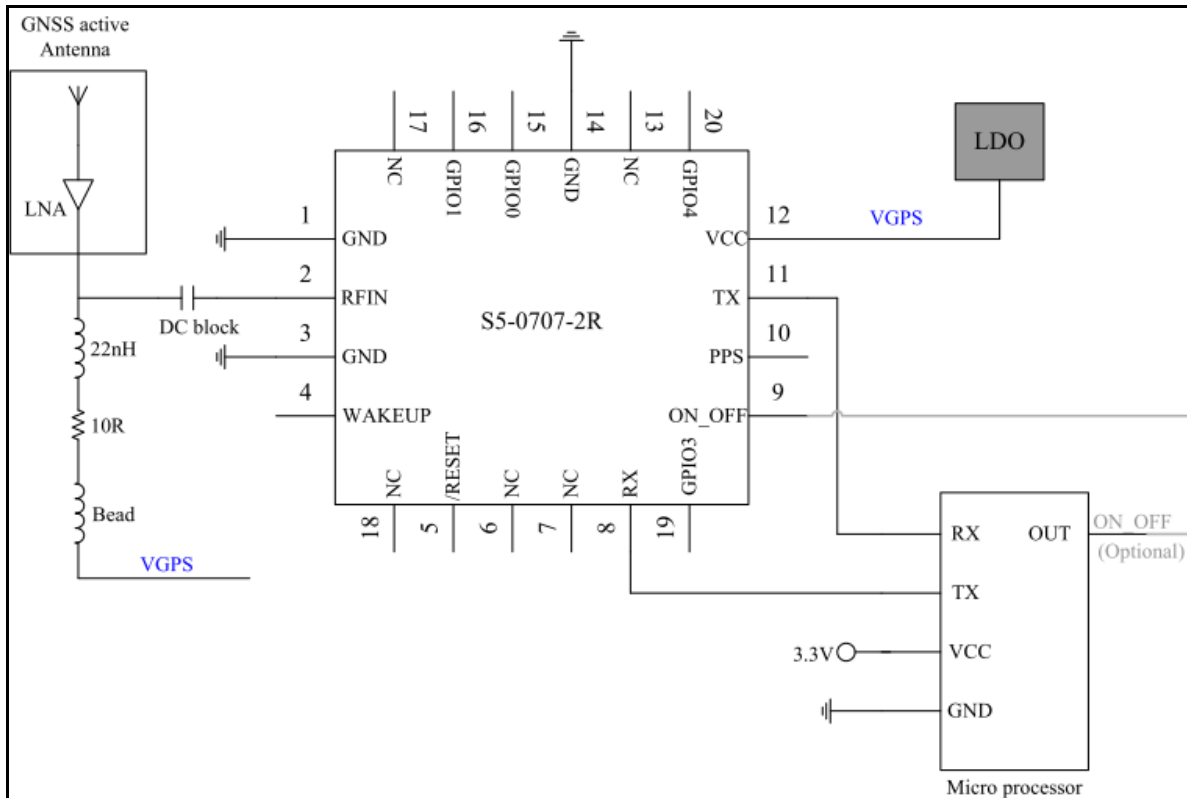 GNSS active
Antenna
LNA
DC block
22nH
10R
Bead
VGPS
17
16
15
14
13
20
NC
GPIO1
GPIO0
GND
NC
GPIO4
1
GND
2
RFIN
3
GND
4
WAKEUP
S5-0707-2R
12
VCC
11
TX
10
PPS
9
ON_OFF
NC
/RESET
NC
NC
RX
GPIO3
18
5
6
7
8
19
VGPS
LDO
RX
OUT
ON_OFF
(Optional)
TX
3.3V
VCC
GND
Micro processor